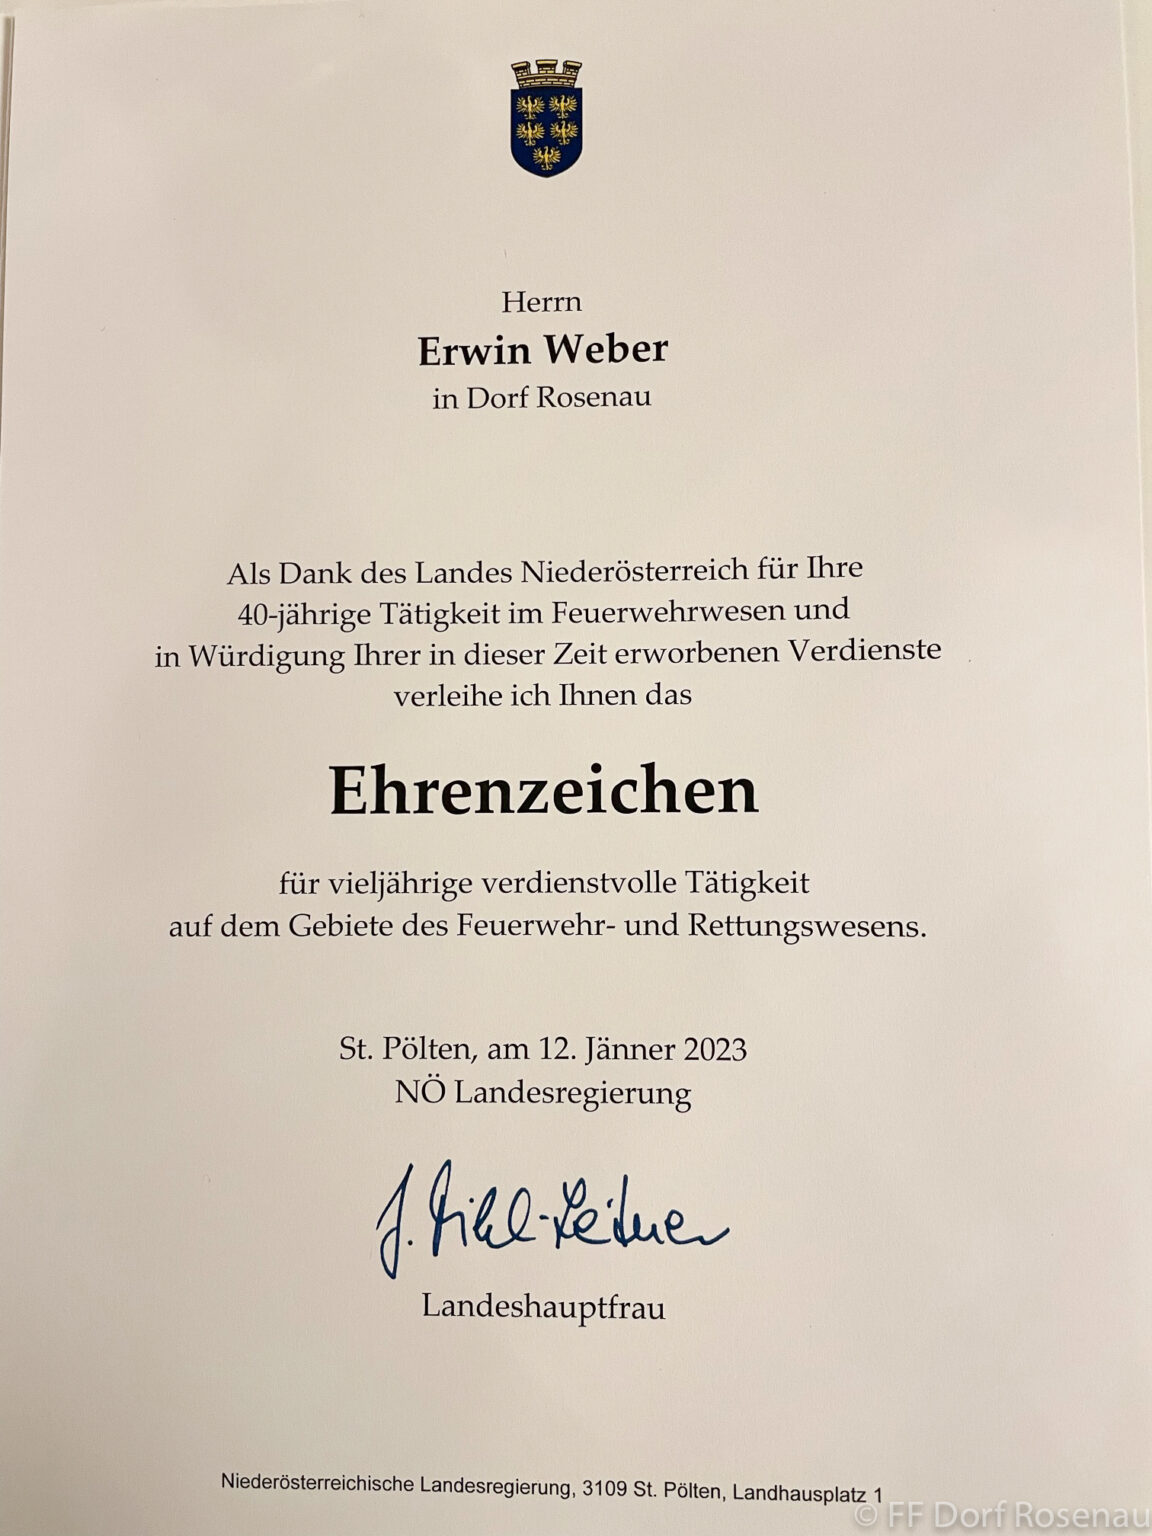 Herrn
Erwin Weber
in Dorf Rosenau
Als Dank des Landes Niederösterreich für Ihre
40-jährige Tätigkeit im Feuerwehrwesen und
in Würdigung Ihrer in dieser Zeit erworbenen Verdienste
verleihe ich Ihnen das
Ehrenzeichen
für vieljährige verdienstvolle Tätigkeit
auf dem Gebiete des Feuerwehr- und Rettungswesens.
St. Pölten, am 12. Jänner 2023
NÖ Landesregierung
J. Mikl-Leitner
Landeshauptfrau
Niederösterreichische Landesregierung, 3109 St. Pölten, Landhausplatz 1
© FF Dorf Rosenau